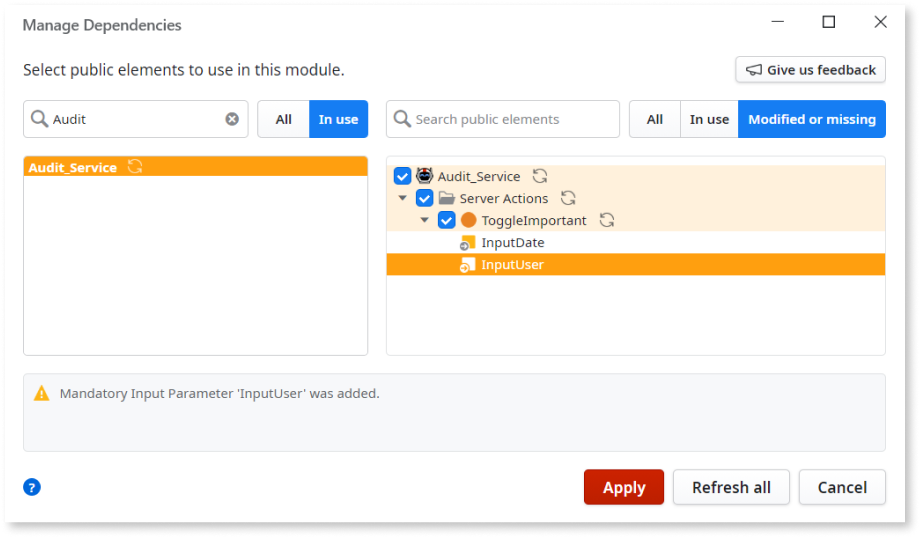 Manage Dependencies
Select public elements to use in this module.
Give us feedback
Audit
All
In use
Search public elements
All
In use
Modified or missing
Audit_Service
Audit_Service
Server Actions
ToggleImportant
InputDate
InputUser
Mandatory Input Parameter 'InputUser' was added.
?
Apply
Refresh all
Cancel